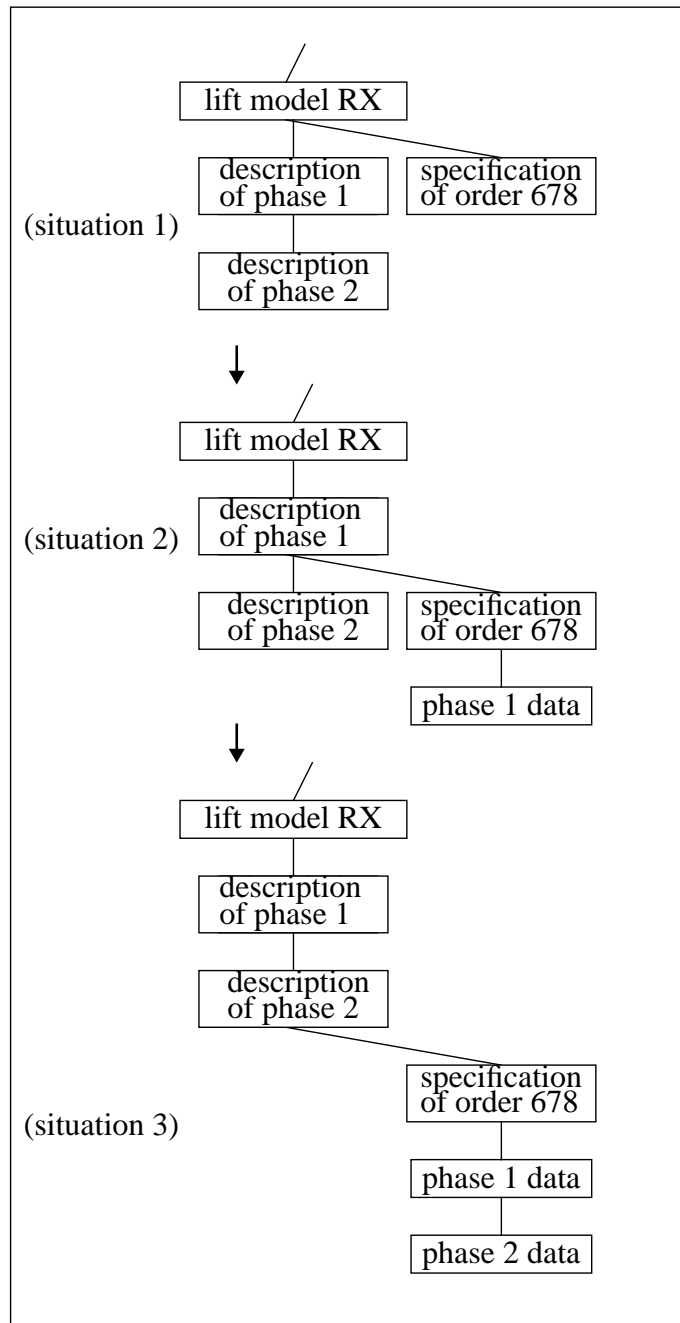 lift model RX
description
of phase 1
specification
of order 678
(situation 1)
description
of phase 2
lift model RX
description
of phase 1
(situation 2)
description
of phase 2
specification
of order 678
phase 1 data
lift model RX
description
of phase 1
description
of phase 2
specification
of order 678
(situation 3)
phase 1 data
phase 2 data